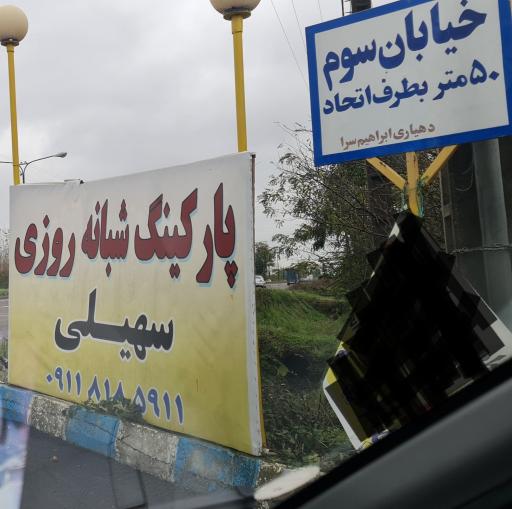 خیابان سوم
۵۰ متر بطرف اتحاد
دهیاری ابراهیم سرا
پارکینگ شبانه روزی
سهیلی
۰۹۱۱ ۸۱۸ ۵۹۱۱